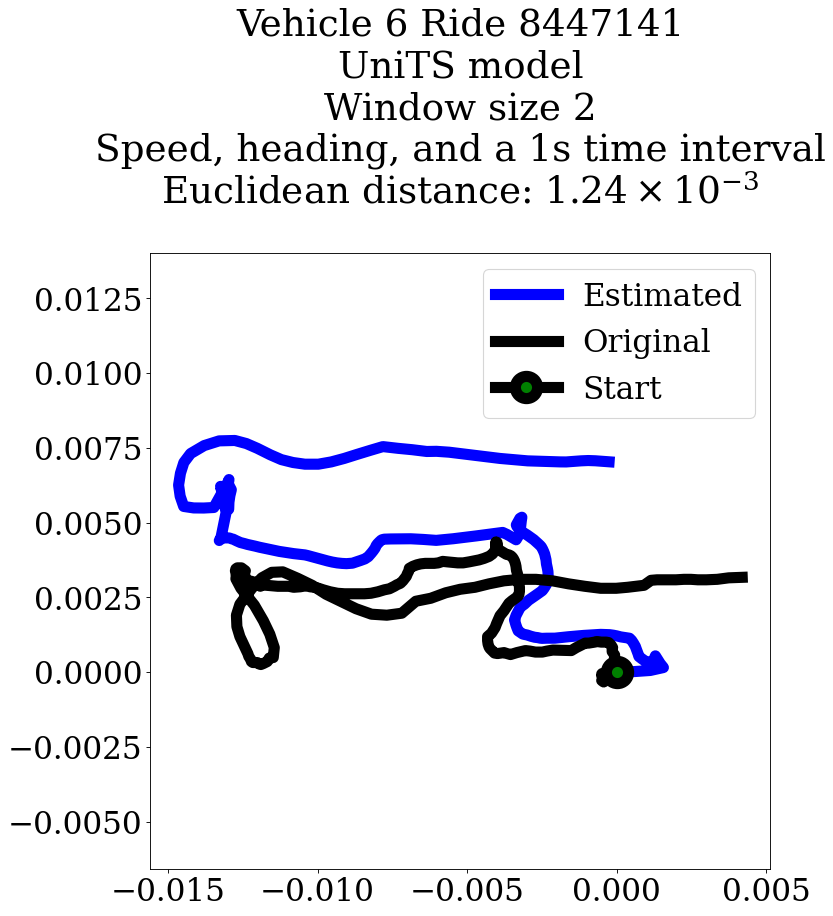 Vehicle 6 Ride 8447141
UniTS model
Window size 2
Speed, heading, and a 1s time interval
Euclidean distance: 1.24 × 10⁻³
Estimated
Original
Start
0.0125
0.0100
0.0075
0.0050
0.0025
0.0000
−0.0025
−0.0050
−0.015 −0.010 −0.005 0.000 0.005